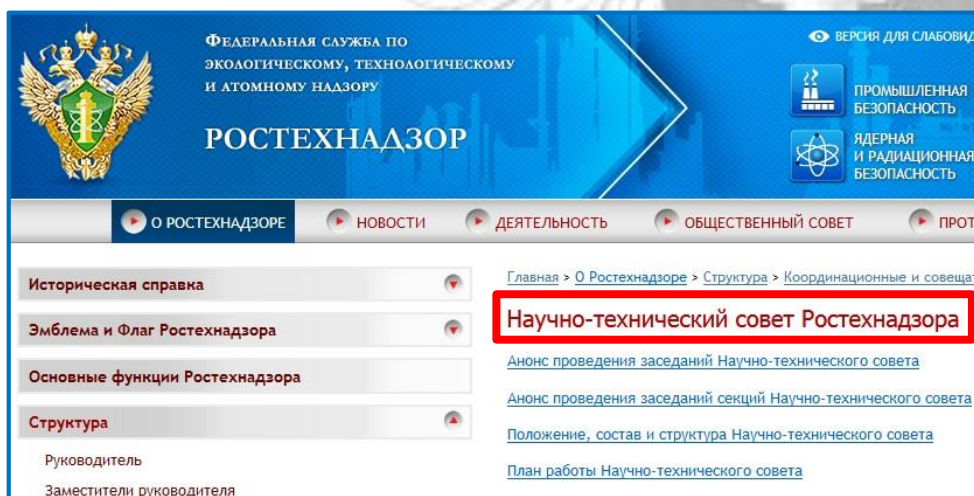 ФЕДЕРАЛЬНАЯ СЛУЖБА ПО
ЭКОЛОГИЧЕСКОМУ, ТЕХНОЛОГИЧЕСКОМУ
И АТОМНОМУ НАДЗОРУ
РОСТЕХНАДЗОР
ВЕРСИЯ ДЛЯ СЛАБОВИД
ПРОМЫШЛЕННАЯ
БЕЗОПАСНОСТЬ
ЯДЕРНАЯ
И РАДИАЦИОННАЯ
БЕЗОПАСНОСТЬ
О РОСТЕХНАДЗОРЕ НОВОСТИ ДЕЯТЕЛЬНОСТЬ ОБЩЕСТВЕННЫЙ СОВЕТ ПРОТ
Историческая справка
Эмблема и Флаг Ростехнадзора
Основные функции Ростехнадзора
Структура
Руководитель
Заместители руководителя
Главная > О Ростехнадзоре > Структура > Координационные и совеща
Научно-технический совет Ростехнадзора
Анонс проведения заседаний Научно-технического совета
Анонс проведения заседаний секций Научно-технического совета
Положение, состав и структура Научно-технического совета
План работы Научно-технического совета